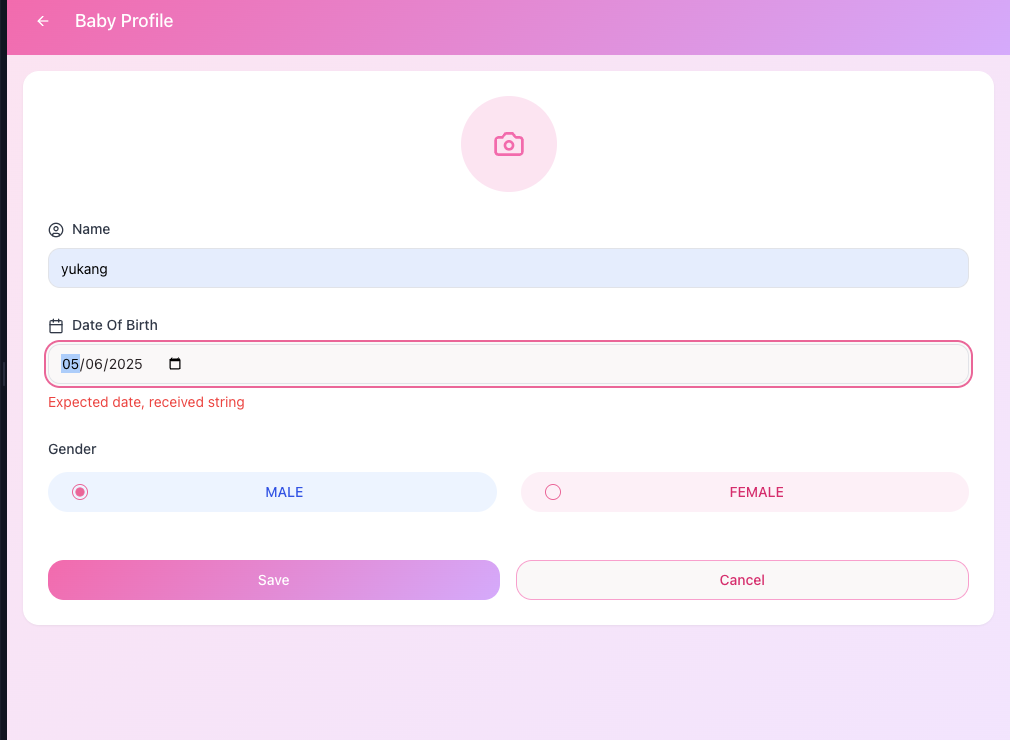 Baby Profile
Name
yukang
Date Of Birth
05/06/2025
Expected date, received string
Gender
MALE
FEMALE
Save
Cancel